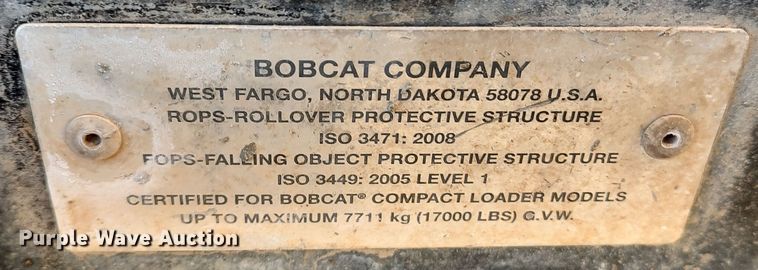 BOBCAT COMPANY
WEST FARGO, NORTH DAKOTA 58078 U.S.A.
ROPS-ROLLOVER PROTECTIVE STRUCTURE
ISO 3471: 2008
FOPS-FALLING OBJECT PROTECTIVE STRUCTURE
ISO 3449: 2005 LEVEL 1
CERTIFIED FOR BOBCAT® COMPACT LOADER MODELS
UP TO MAXIMUM 7711 kg (17000 LBS) G.V.W.
Purple Wave Auction